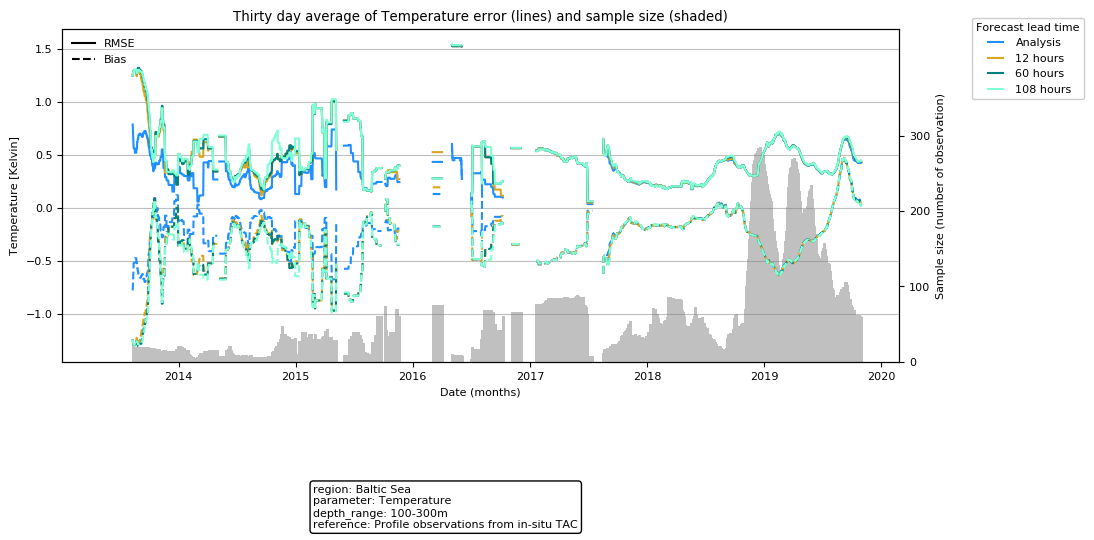 Thirty day average of Temperature error (lines) and sample size (shaded)
RMSE
Bias
Forecast lead time
Analysis
12 hours
60 hours
108 hours
Temperature [Kelvin]
1.5
1.0
0.5
0.0
−0.5
−1.0
Sample size (number of observation)
300
200
100
0
2014
2015
2016
2017
2018
2019
2020
Date (months)
region: Baltic Sea
parameter: Temperature
depth_range: 100-300m
reference: Profile observations from in-situ TAC